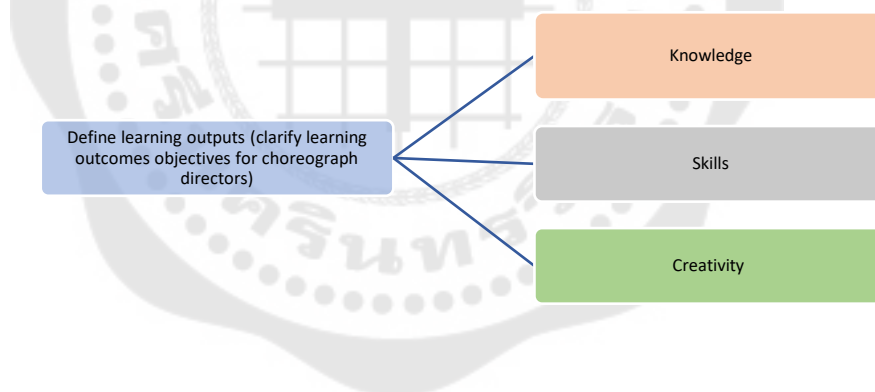 Knowledge
Define learning outputs (clarify learning
outcomes objectives for choreograph
directors)
Skills
Creativity